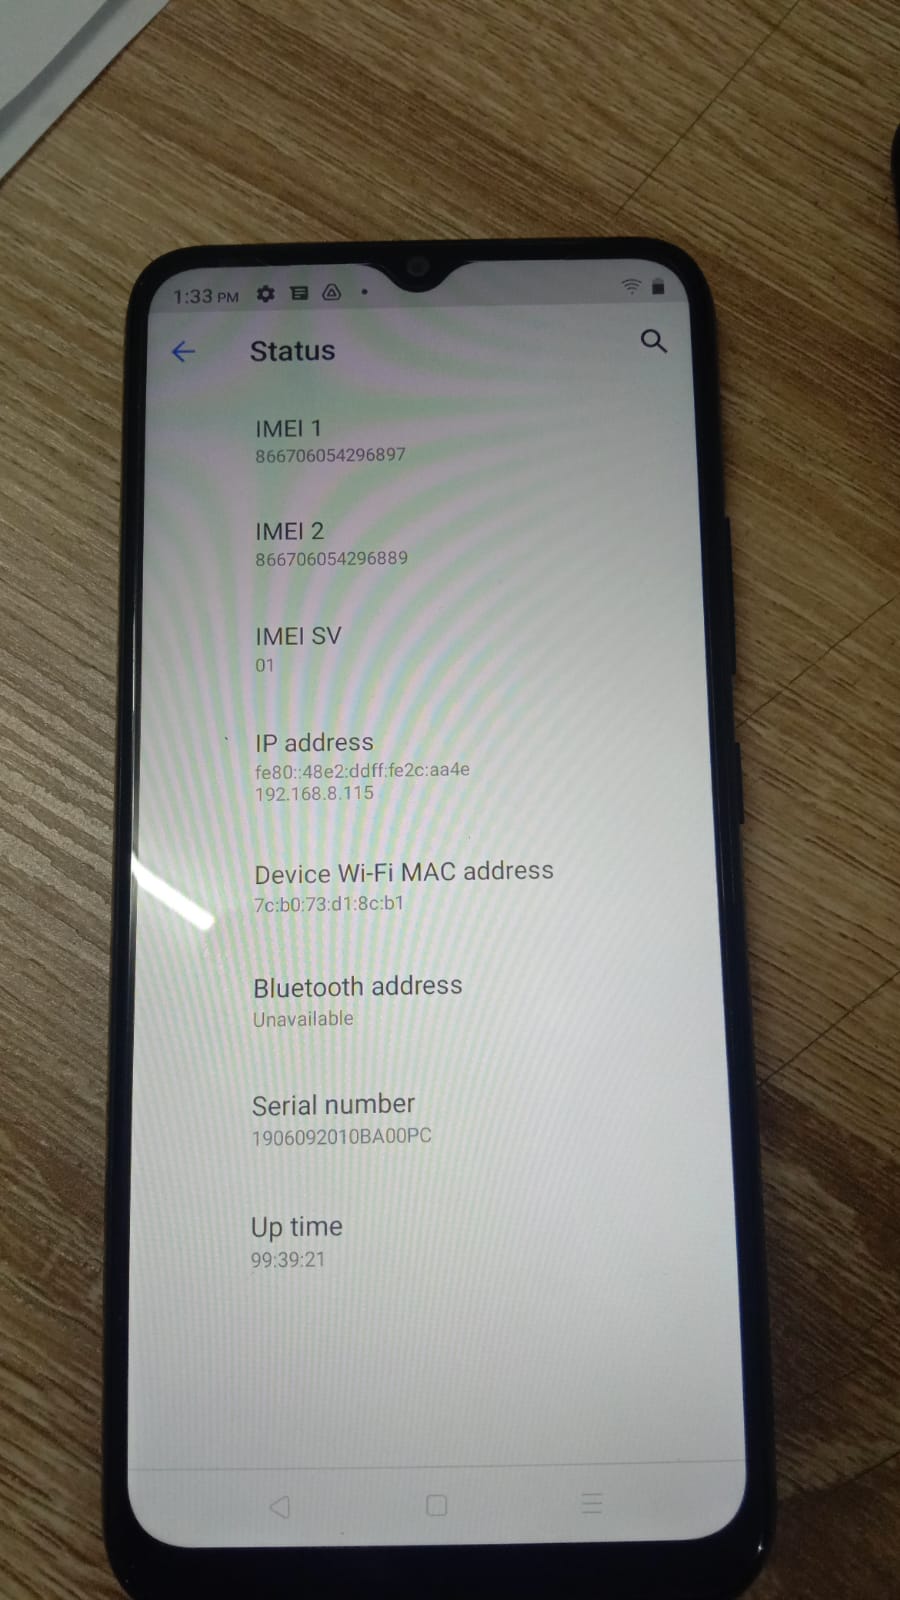 1:33 PM
Status
IMEI 1
866706054296897
IMEI 2
866706054296889
IMEI SV
01
IP address
fe80::48e2:ddff:fe2c:aa4e
192.168.8.115
Device Wi-Fi MAC address
7c:b0:73:d1:8c:b1
Bluetooth address
Unavailable
Serial number
1906092010BA00PC
Up time
99:39:21